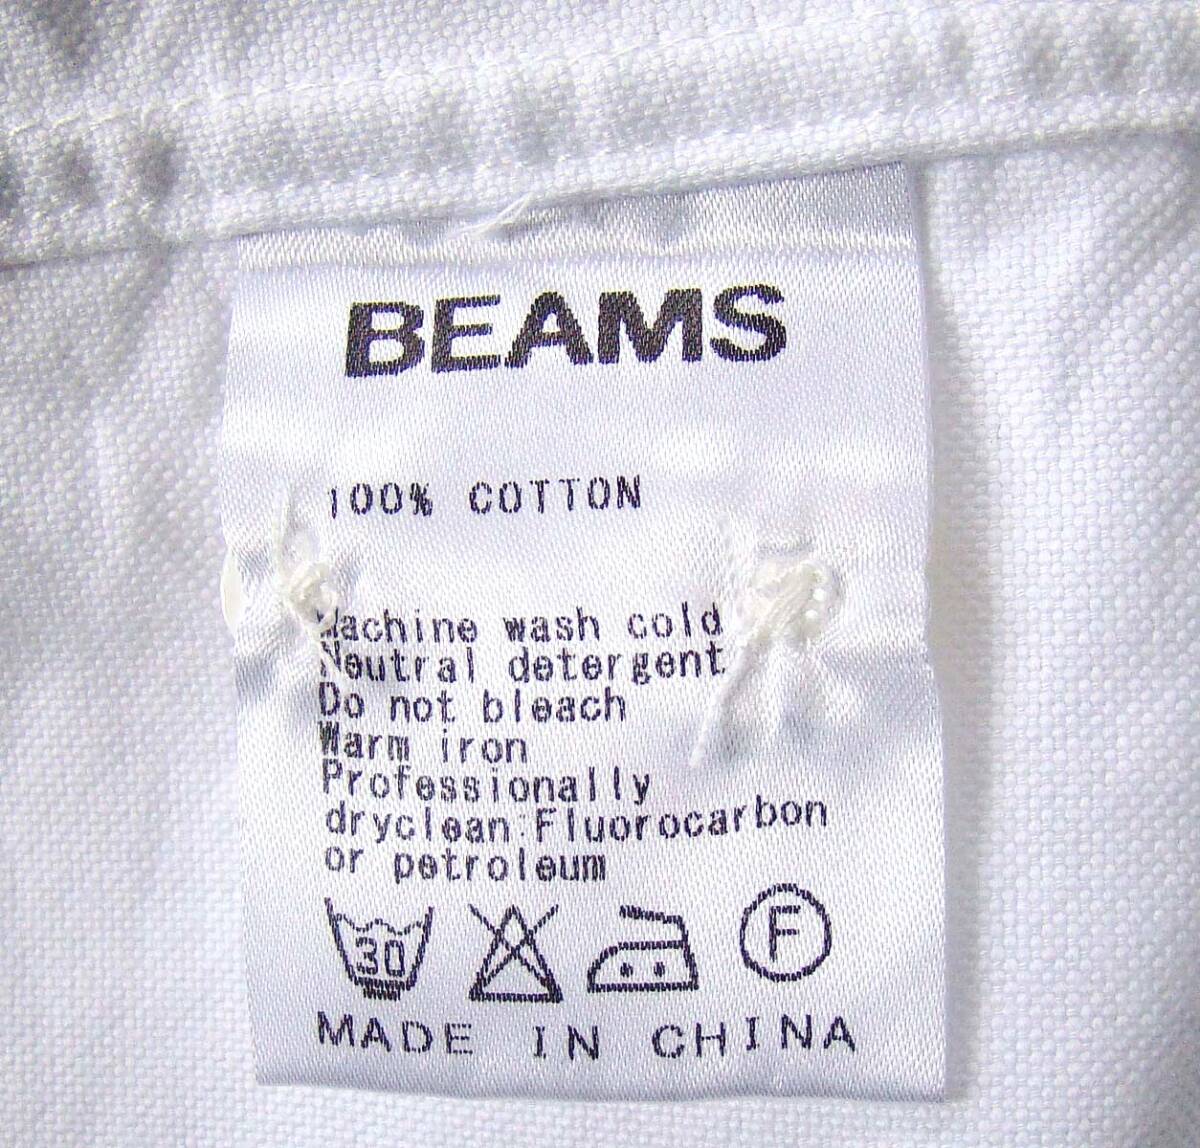 BEAMS
100% COTTON
Machine wash cold
Neutral detergent
Do not bleach
Warm iron
Professionally
dryclean:Fluorocarbon
or petroleum
30 F
MADE IN CHINA